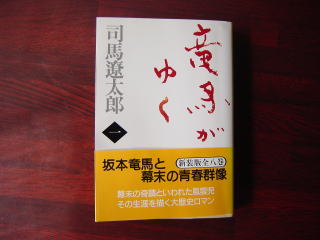 竜馬が
ゆく
司馬遼太郎
一
坂本竜馬と
幕末の青春群像
新装版全八巻
幕末の奇蹟といわれた風雲児
その生涯を描く大歴史ロマン